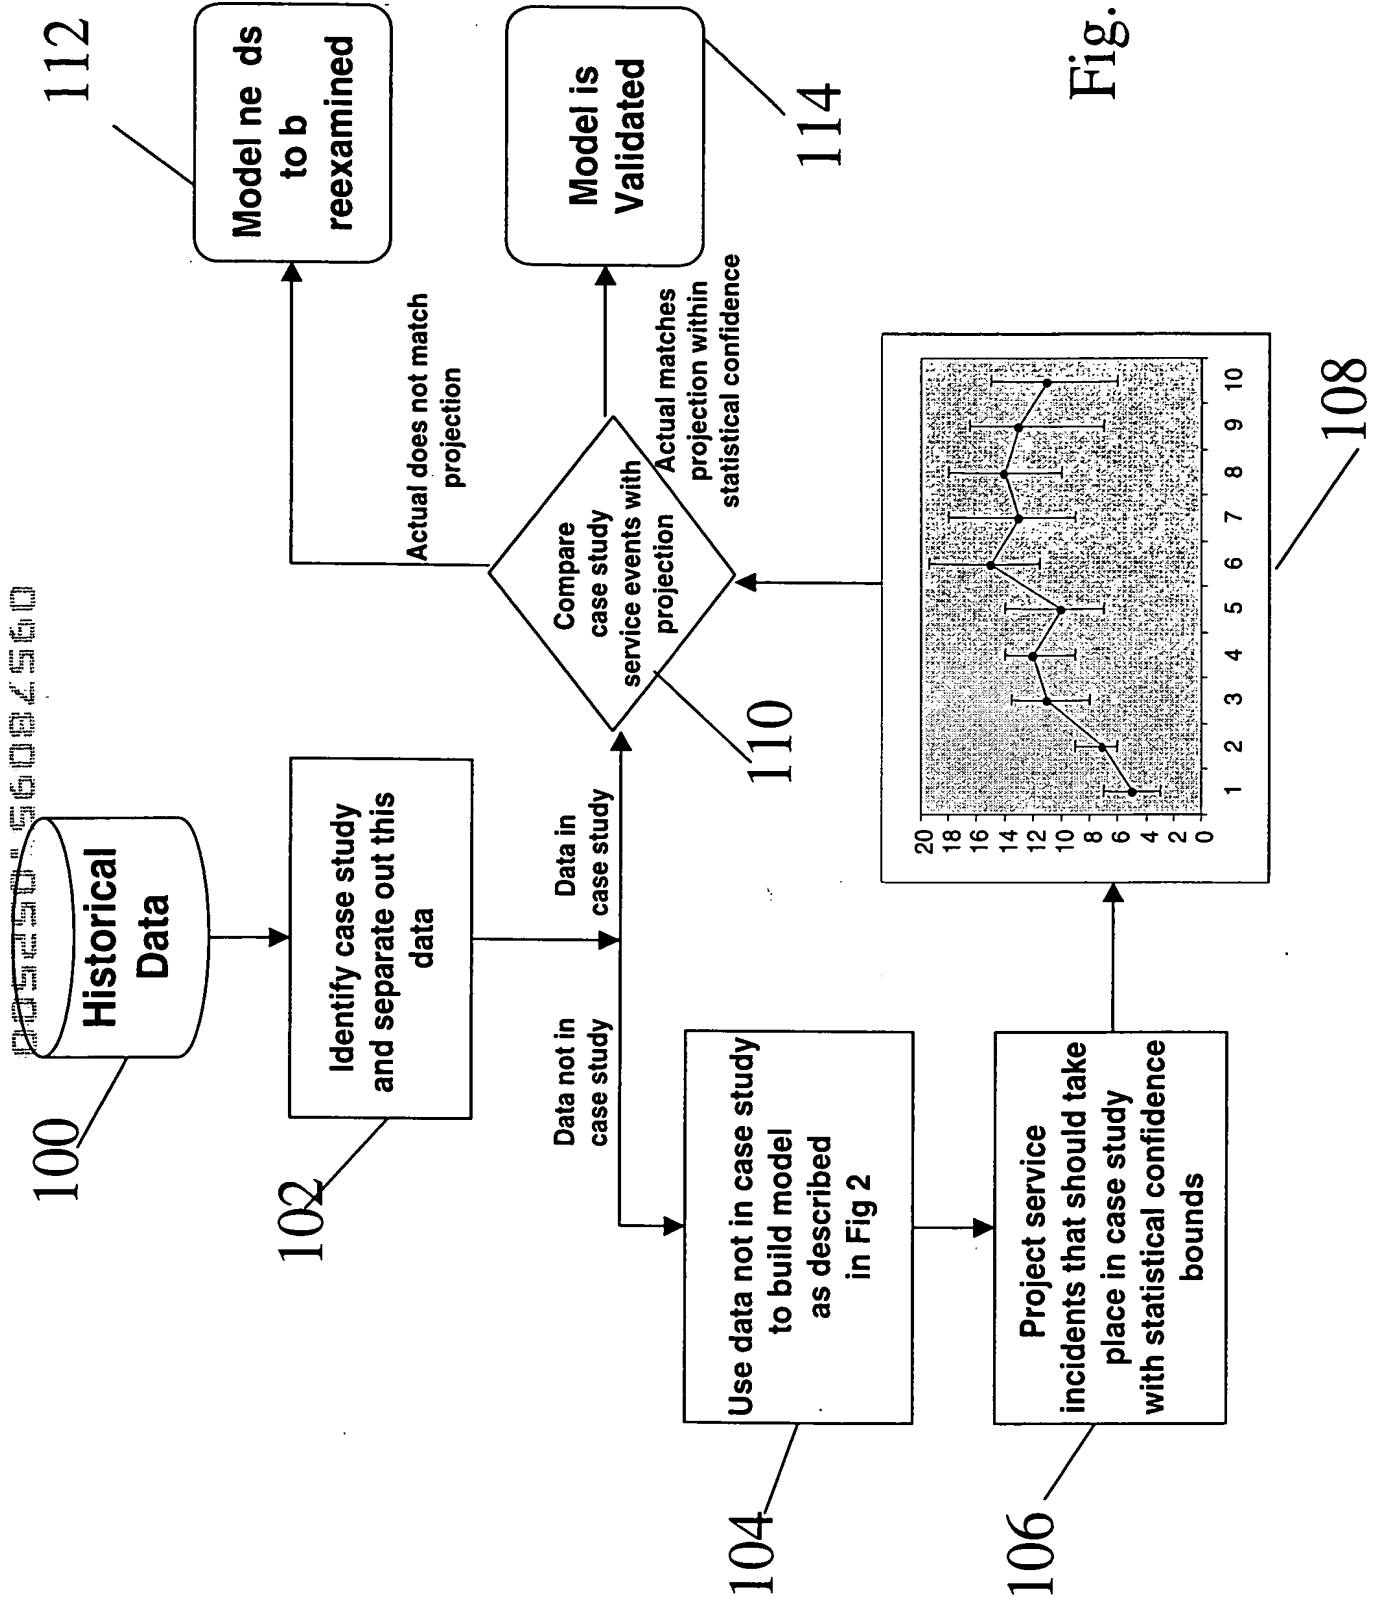 09578095.052500
100
Historical
Data
102
Identify case study
and separate out this
data
Data not in
case study
Data in
case study
104
Use data not in case study
to build model
as described
in Fig 2
106
Project service
incidents that should take
place in case study
with statistical confidence
bounds
108
20
18
16
14
12
10
8
6
4
2
0
1 2 3 4 5 6 7 8 9 10
110
Compare
case study
service events with
projection
Actual does not match
projection
Actual matches
projection within
statistical confidence
112
Model ne ds
to b
reexamined
114
Model is
Validated
Fig.